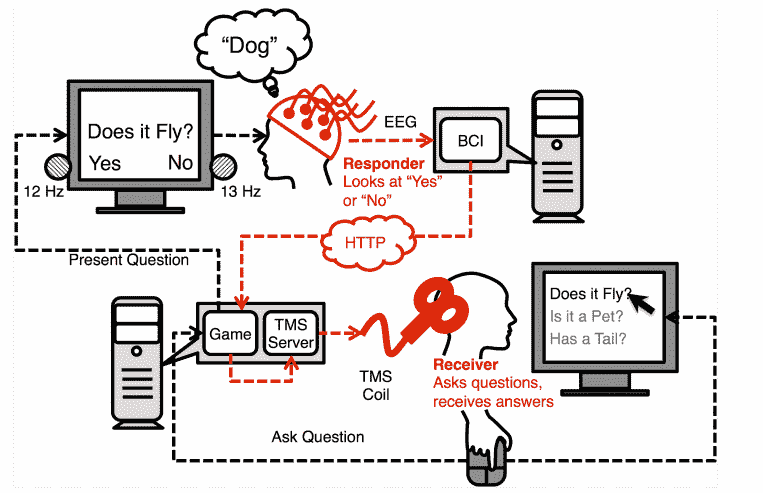 “Dog”
Does it Fly?
Yes No
12 Hz
13 Hz
EEG
BCI
Responder
Looks at “Yes”
or “No”
HTTP
Present Question
Game
TMS
Server
TMS
Coil
Receiver
Asks questions,
receives answers
Does it Fly?
Is it a Pet?
Has a Tail?
Ask Question